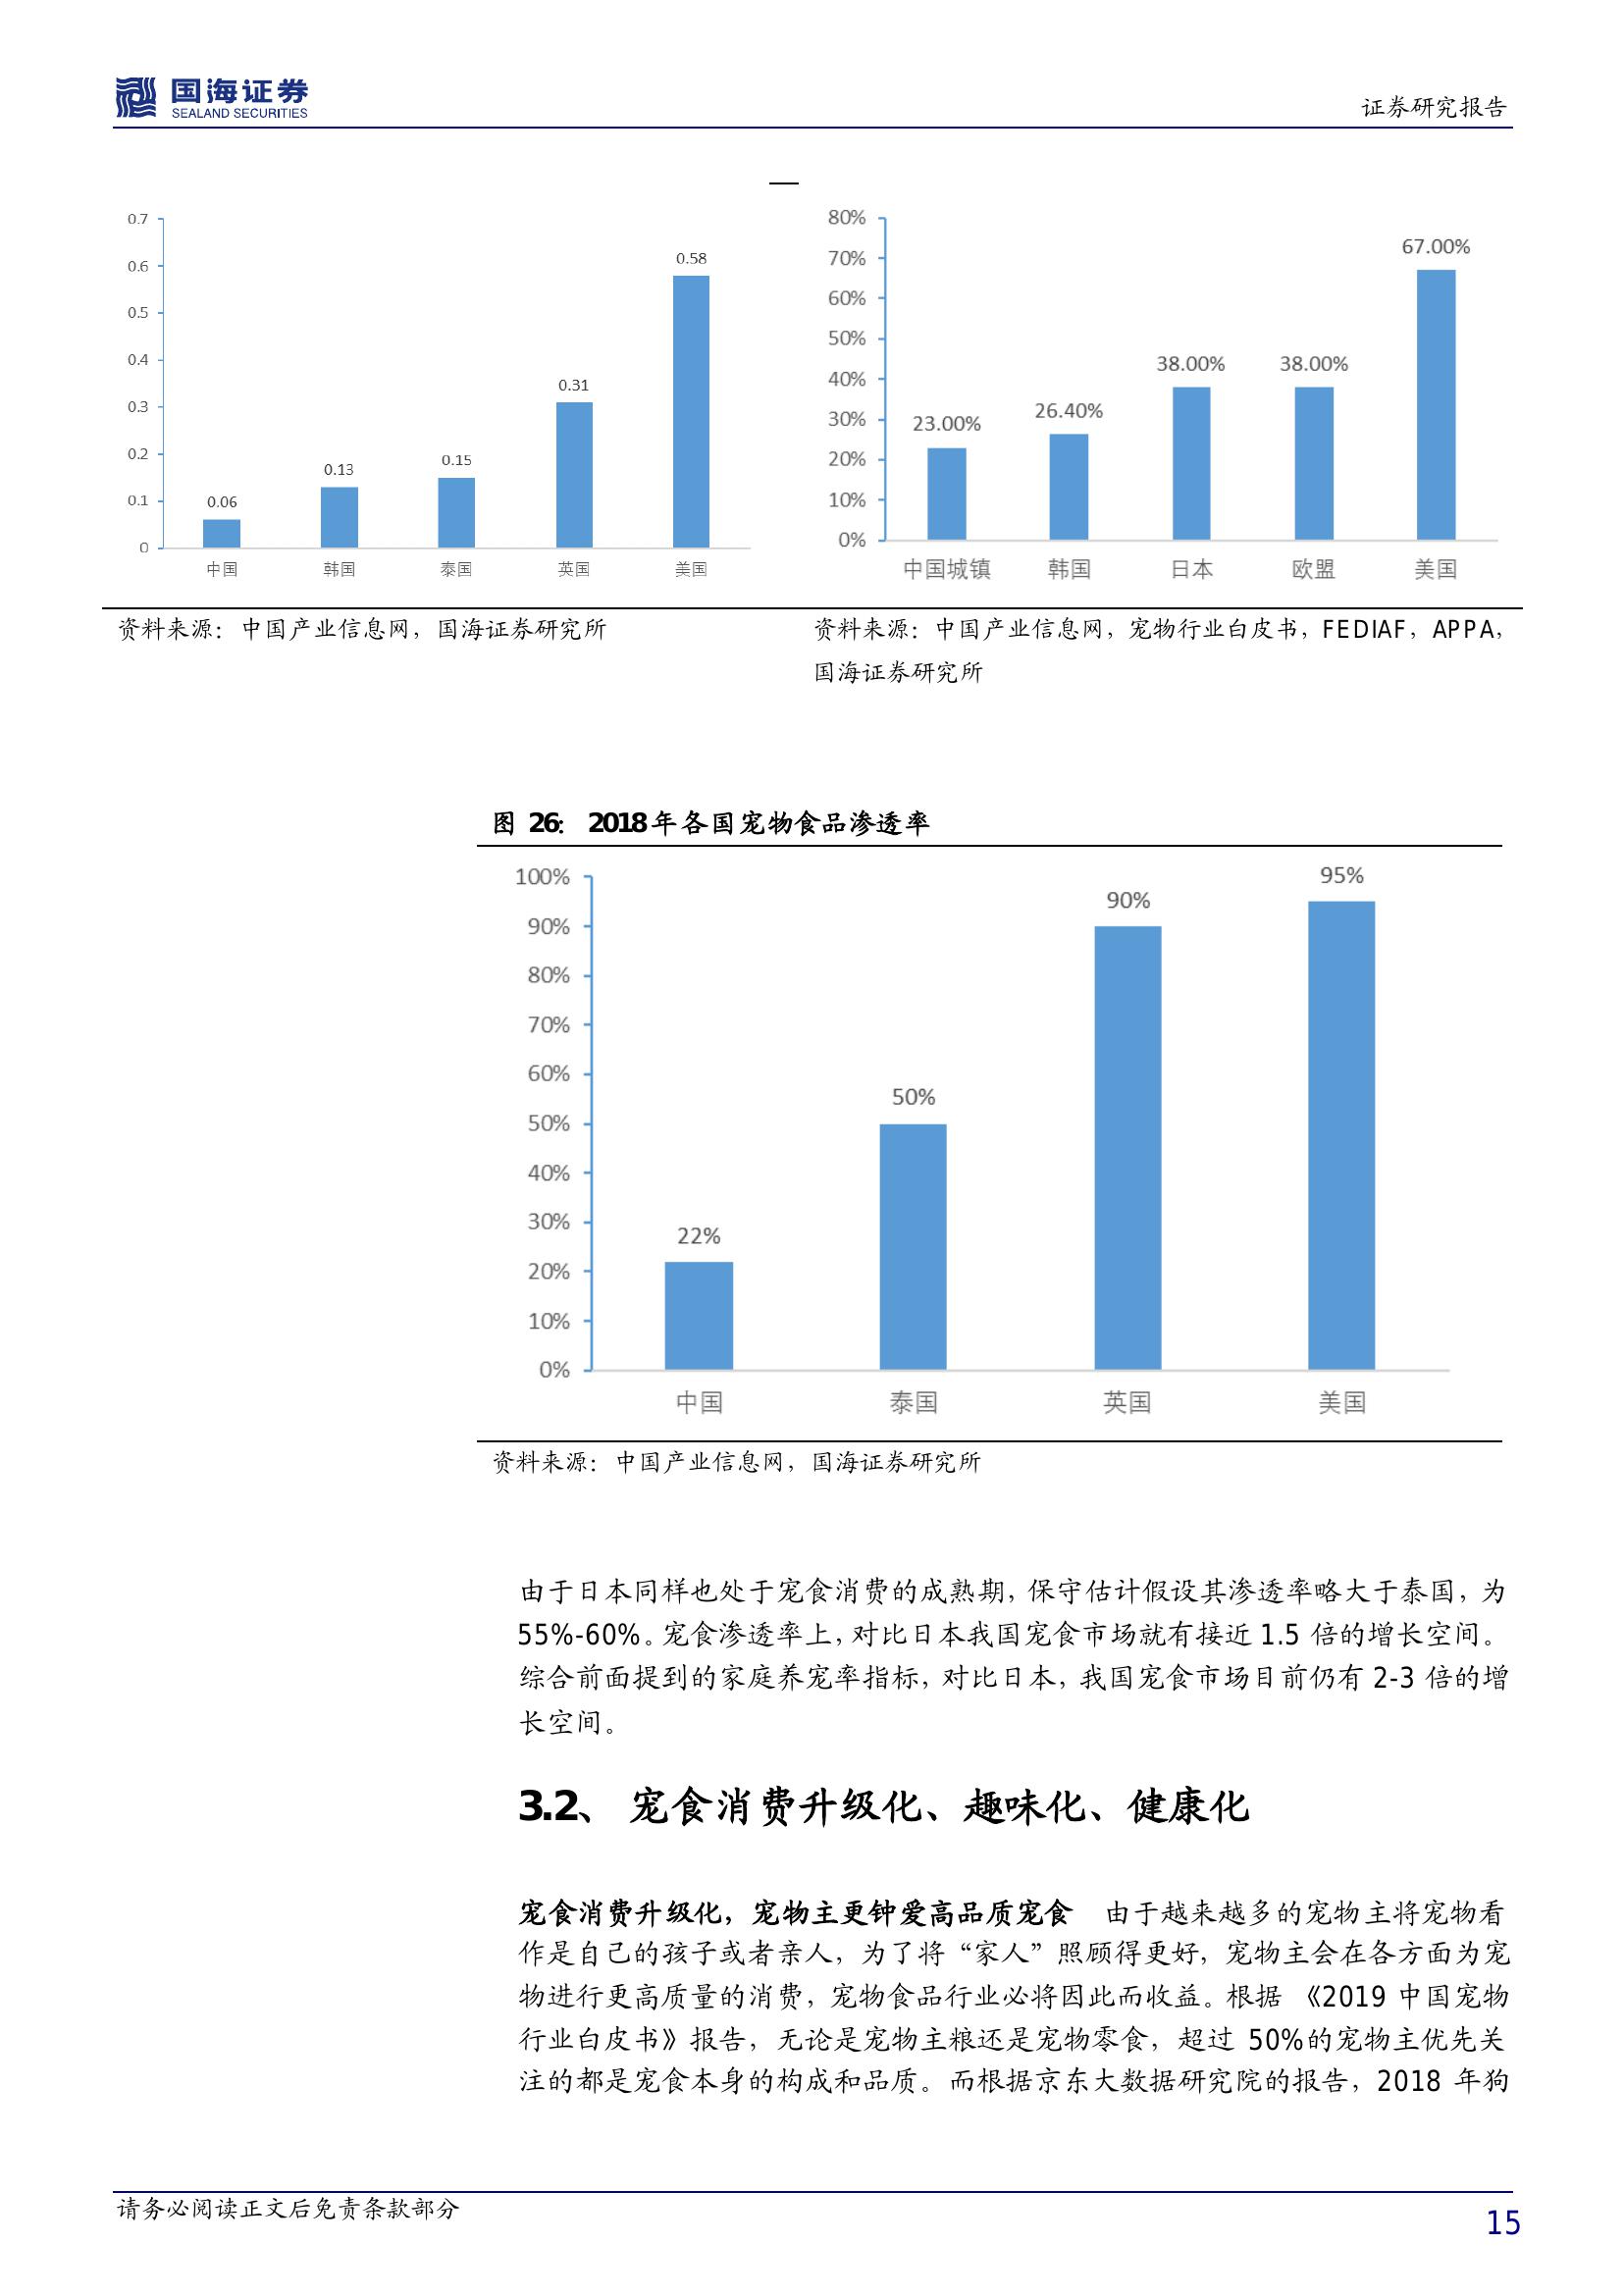 国海证券
SEALAND SECURITIES
证券研究报告
0.7
0.6
0.5
0.4
0.3
0.2
0.1
0
0.06
0.13
0.15
0.31
0.58
中国 韩国 泰国 英国 美国
80%
70%
60%
50%
40%
30%
20%
10%
0%
23.00%
26.40%
38.00%
38.00%
67.00%
中国城镇 韩国 日本 欧盟 美国
资料来源：中国产业信息网，国海证券研究所
资料来源：中国产业信息网，宠物行业白皮书，FEDIAF，APPA，
国海证券研究所
图 26： 2018年各国宠物食品渗透率
100%
90%
80%
70%
60%
50%
40%
30%
20%
10%
0%
22%
50%
90%
95%
中国 泰国 英国 美国
资料来源：中国产业信息网，国海证券研究所
由于日本同样也处于宠食消费的成熟期，保守估计假设其渗透率略大于泰国，为
55%-60%。宠食渗透率上，对比日本我国宠食市场就有接近 1.5 倍的增长空间。
综合前面提到的家庭养宠率指标，对比日本，我国宠食市场目前仍有 2-3 倍的增
长空间。
3.2、 宠食消费升级化、趣味化、健康化
宠食消费升级化，宠物主更钟爱高品质宠食 由于越来越多的宠物主将宠物看
作是自己的孩子或者亲人，为了将“家人”照顾得更好，宠物主会在各方面为宠
物进行更高质量的消费，宠物食品行业必将因此而收益。根据 《2019 中国宠物
行业白皮书》报告，无论是宠物主粮还是宠物零食，超过 50%的宠物主优先关
注的都是宠食本身的构成和品质。而根据京东大数据研究院的报告，2018 年狗
请务必阅读正文后免责条款部分
15